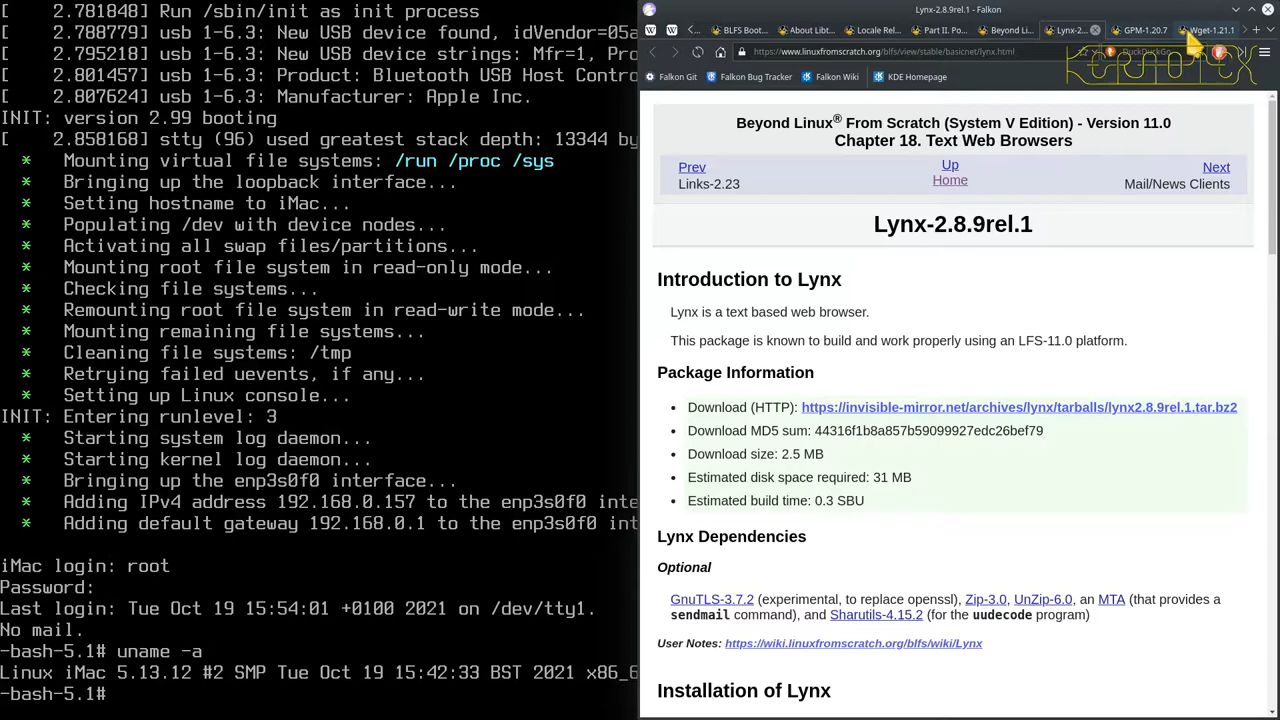 [    2.781848] Run /sbin/init as init process
[    2.788779] usb 1-6.3: New USB device found, idVendor=05a
[    2.795218] usb 1-6.3: New USB device strings: Mfr=1, Prod
[    2.801457] usb 1-6.3: Product: Bluetooth USB Host Contro
[    2.807624] usb 1-6.3: Manufacturer: Apple Inc.
INIT: version 2.99 booting
[    2.858168] stty (96) used greatest stack depth: 13344 by
 *   Mounting virtual file systems: /run /proc /sys
 *   Bringing up the loopback interface...
 *   Setting hostname to iMac...
 *   Populating /dev with device nodes...
 *   Activating all swap files/partitions...
 *   Mounting root file system in read-only mode...
 *   Checking file systems...
 *   Remounting root file system in read-write mode...
 *   Mounting remaining file systems...
 *   Cleaning file systems: /tmp
 *   Retrying failed uevents, if any...
 *   Setting up Linux console...
INIT: Entering runlevel: 3
 *   Starting system log daemon...
 *   Starting kernel log daemon...
 *   Bringing up the enp3s0f0 interface...
 *   Adding IPv4 address 192.168.0.157 to the enp3s0f0 inte
 *   Adding default gateway 192.168.0.1 to the enp3s0f0 int
iMac login: root
Password:
Last login: Tue Oct 19 15:54:01 +0100 2021 on /dev/tty1.
No mail.
-bash-5.1# uname -a
Linux iMac 5.13.12 #2 SMP Tue Oct 19 15:42:33 BST 2021 x86_6
-bash-5.1#
Lynx-2.8.9rel.1 - Falkon
BLFS Boot... About Libt... Locale Rel... Part II. Po... Beyond Li... Lynx-2... GPM-1.20.7 Wget-1.21.1
https://www.linuxfromscratch.org/blfs/view/stable/basicnet/lynx.html DuckDuckGo
kernotex
Falkon Git Falkon Bug Tracker Falkon Wiki KDE Homepage
Beyond Linux® From Scratch (System V Edition) - Version 11.0
Chapter 18. Text Web Browsers
Prev Up Next
Links-2.23 Home Mail/News Clients
Lynx-2.8.9rel.1
Introduction to Lynx
Lynx is a text based web browser.
This package is known to build and work properly using an LFS-11.0 platform.
Package Information
• Download (HTTP): https://invisible-mirror.net/archives/lynx/tarballs/lynx2.8.9rel.1.tar.bz2
• Download MD5 sum: 44316f1b8a857b59099927edc26bef79
• Download size: 2.5 MB
• Estimated disk space required: 31 MB
• Estimated build time: 0.3 SBU
Lynx Dependencies
Optional
GnuTLS-3.7.2 (experimental, to replace openssl), Zip-3.0, UnZip-6.0, an MTA (that provides a
sendmail command), and Sharutils-4.15.2 (for the uudecode program)
User Notes: https://wiki.linuxfromscratch.org/blfs/wiki/Lynx
Installation of Lynx